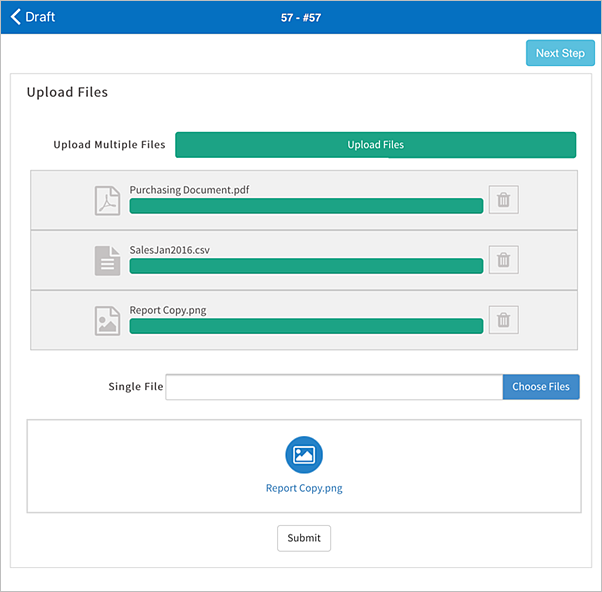 Draft
57 - #57
Next Step
Upload Files
Upload Multiple Files
Upload Files
Purchasing Document.pdf
SalesJan2016.csv
Report Copy.png
Single File
Choose Files
Report Copy.png
Submit